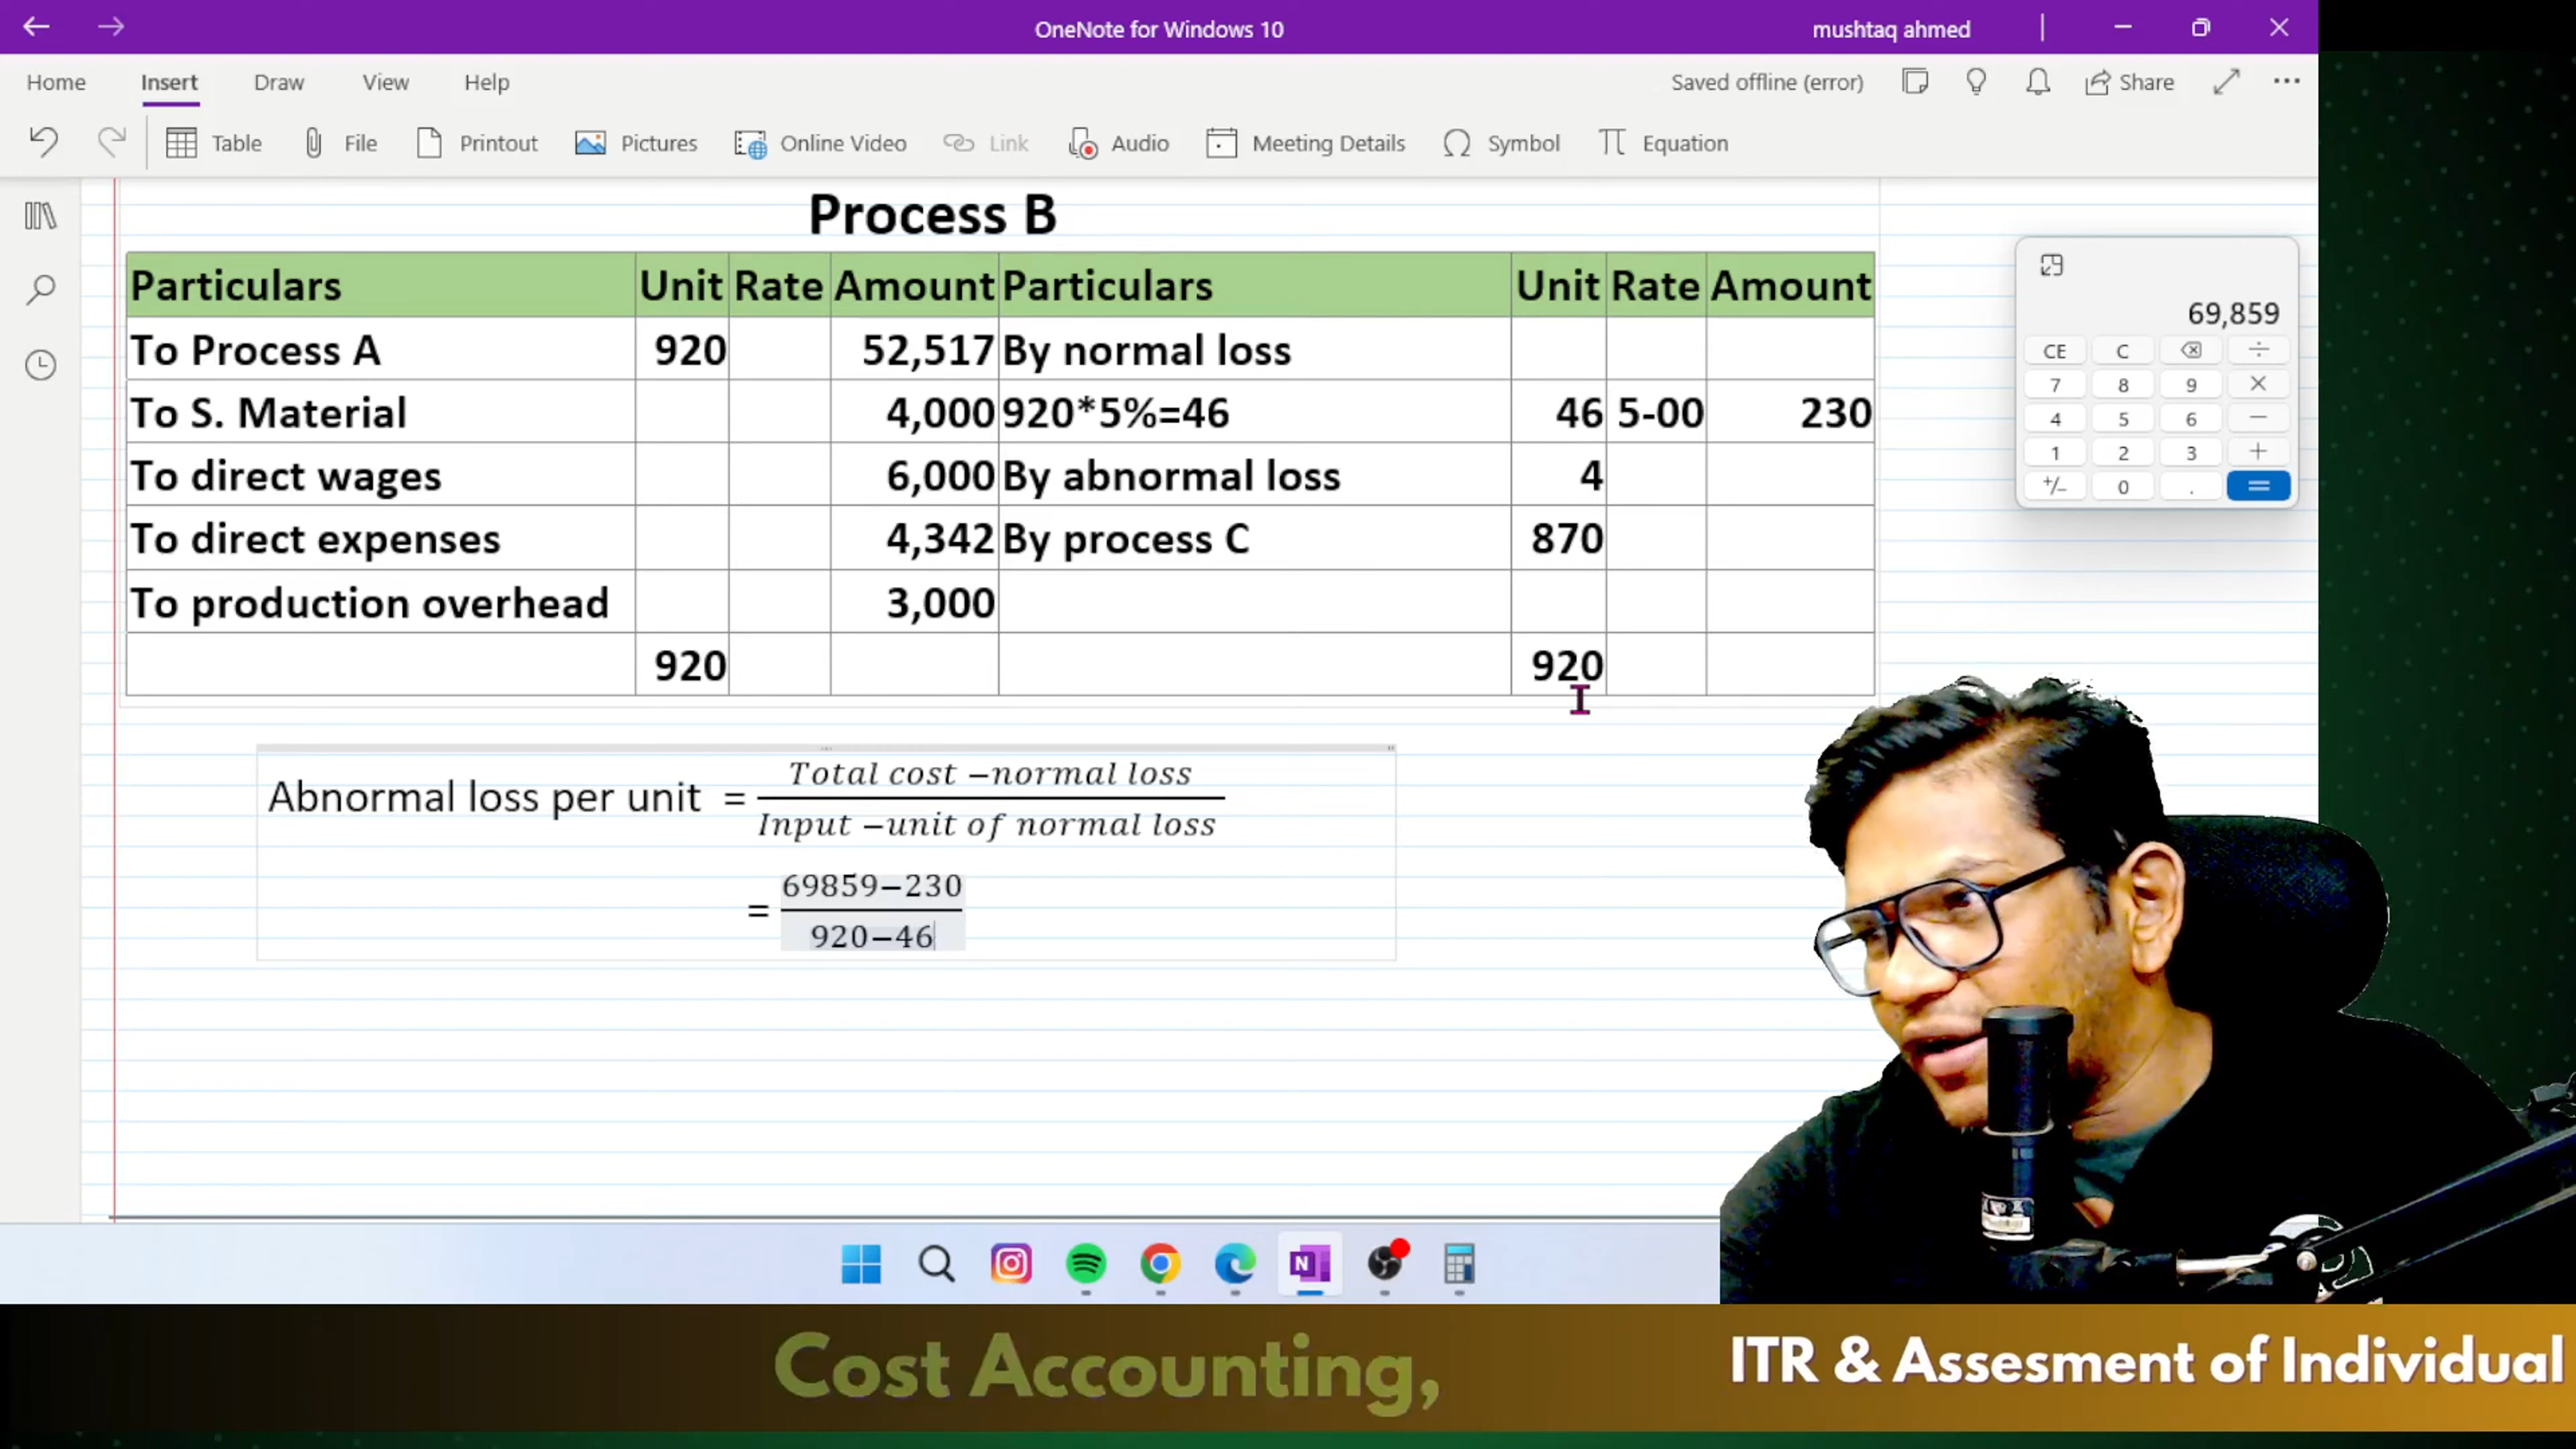 OneNote for Windows 10
mushtaq ahmed
Home Insert Draw View Help
Saved offline (error)
Share
Table File Printout Pictures Online Video Link Audio Meeting Details Symbol Equation
Process B
Particulars Unit Rate Amount Particulars Unit Rate Amount
To Process A 920 52,517 By normal loss
To S. Material 4,000 920*5%=46 46 5-00 230
To direct wages 6,000 By abnormal loss 4
To direct expenses 4,342 By process C 870
To production overhead 3,000
920 920
69,859
CE C ÷
7 8 9 ×
4 5 6 −
1 2 3 +
+/− 0 . =
Abnormal loss per unit = Total cost −normal loss
Input −unit of normal loss
= 69859−230
920−46
Cost Accounting,
ITR & Assesment of Individual